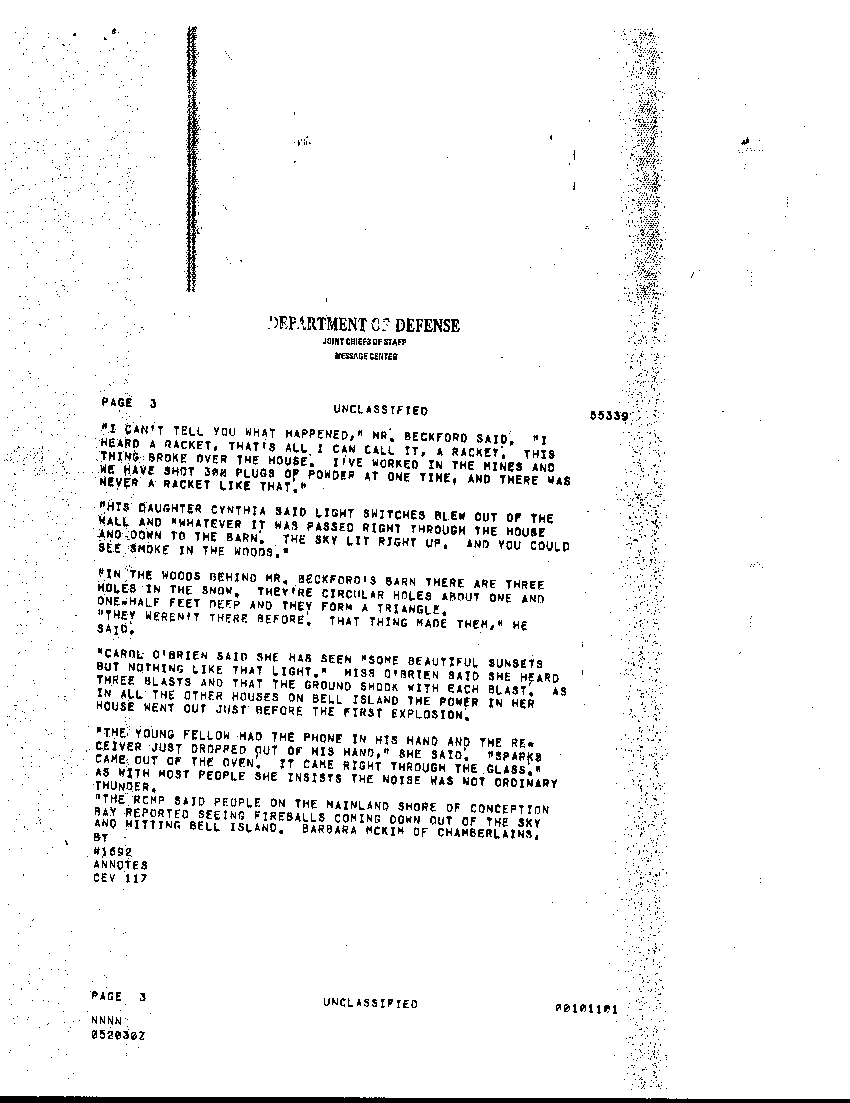 DEPARTMENT OF DEFENSE
JOINT CHIEFS OF STAFF
MESSAGE CENTER
PAGE 3 UNCLASSIFIED 55339
"I CAN'T TELL YOU WHAT HAPPENED," MR. BECKFORD SAID. "I
HEARD A RACKET, THAT'S ALL I CAN CALL IT, A RACKET. THIS
THING BROKE OVER THE HOUSE. I'VE WORKED IN THE MINES AND
WE HAVE SHOT 300 PLUGS OF POWDER AT ONE TIME, AND THERE WAS
NEVER A RACKET LIKE THAT."
"HIS DAUGHTER CYNTHIA SAID LIGHT SWITCHES BLEW OUT OF THE
WALL AND "WHATEVER IT WAS PASSED RIGHT THROUGH THE HOUSE
AND DOWN TO THE BARN. THE SKY LIT RIGHT UP. AND YOU COULD
SEE SMOKE IN THE WOODS."
"IN THE WOODS BEHIND MR. BECKFORD'S BARN THERE ARE THREE
HOLES IN THE SNOW. THEY'RE CIRCULAR HOLES ABOUT ONE AND
ONE-HALF FEET DEEP AND THEY FORM A TRIANGLE.
"THEY WEREN'T THERE BEFORE. THAT THING MADE THEM," HE
SAID.
"CAROL O'BRIEN SAID SHE HAS SEEN "SOME BEAUTIFUL SUNSETS
BUT NOTHING LIKE THAT LIGHT." MISS O'BRIEN SAID SHE HEARD
THREE BLASTS AND THAT THE GROUND SHOOK WITH EACH BLAST. AS
IN ALL THE OTHER HOUSES ON BELL ISLAND THE POWER IN HER
HOUSE WENT OUT JUST BEFORE THE FIRST EXPLOSION.
"THE YOUNG FELLOW HAD THE PHONE IN HIS HAND AND THE RE-
CEIVER JUST DROPPED OUT OF HIS HAND," SHE SAID. "SPARKS
CAME OUT OF THE OVEN. IT CAME RIGHT THROUGH THE GLASS."
AS WITH MOST PEOPLE SHE INSISTS THE NOISE WAS NOT ORDINARY
THUNDER.
"THE RCMP SAID PEOPLE ON THE MAINLAND SHORE OF CONCEPTION
BAY REPORTED SEEING FIREBALLS COMING DOWN OUT OF THE SKY
AND HITTING BELL ISLAND. BARBARA MCKIM OF CHAMBERLAINS.
BT
#1692
ANNOTES
CEV 117
PAGE 3 UNCLASSIFIED 00101101
NNNN
052030Z